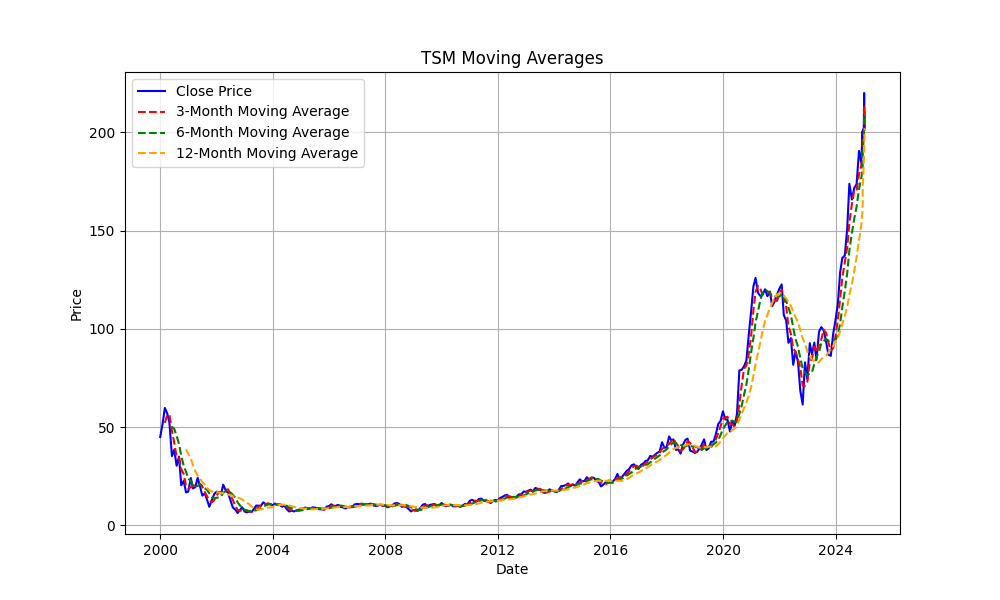 TSM Moving Averages
Close Price
3-Month Moving Average
6-Month Moving Average
12-Month Moving Average
200
150
100
50
0
Price
2000 2004 2008 2012 2016 2020 2024
Date